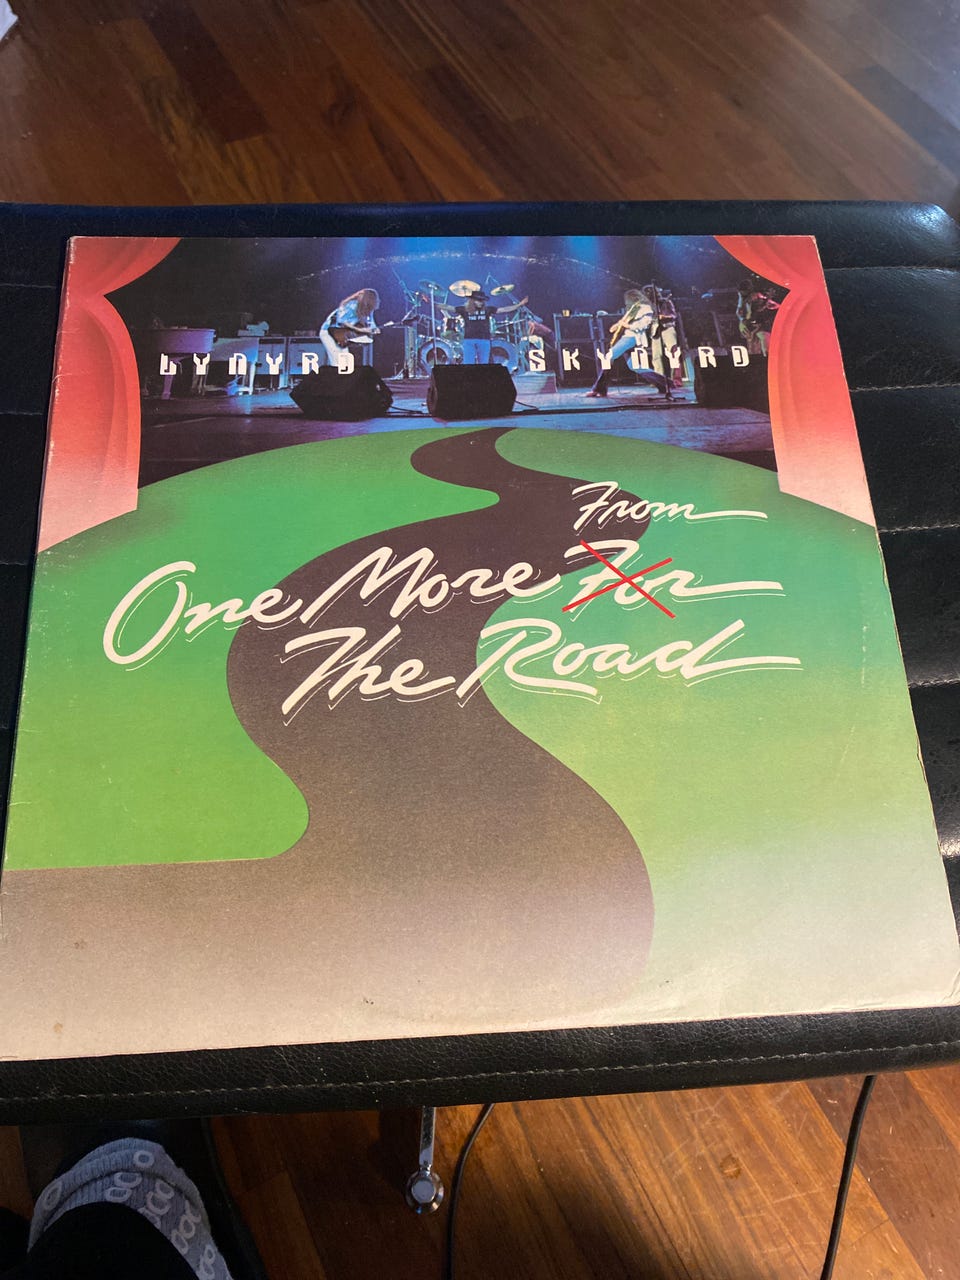 LYNYRD SKYNYRD
From
One More For
The Road